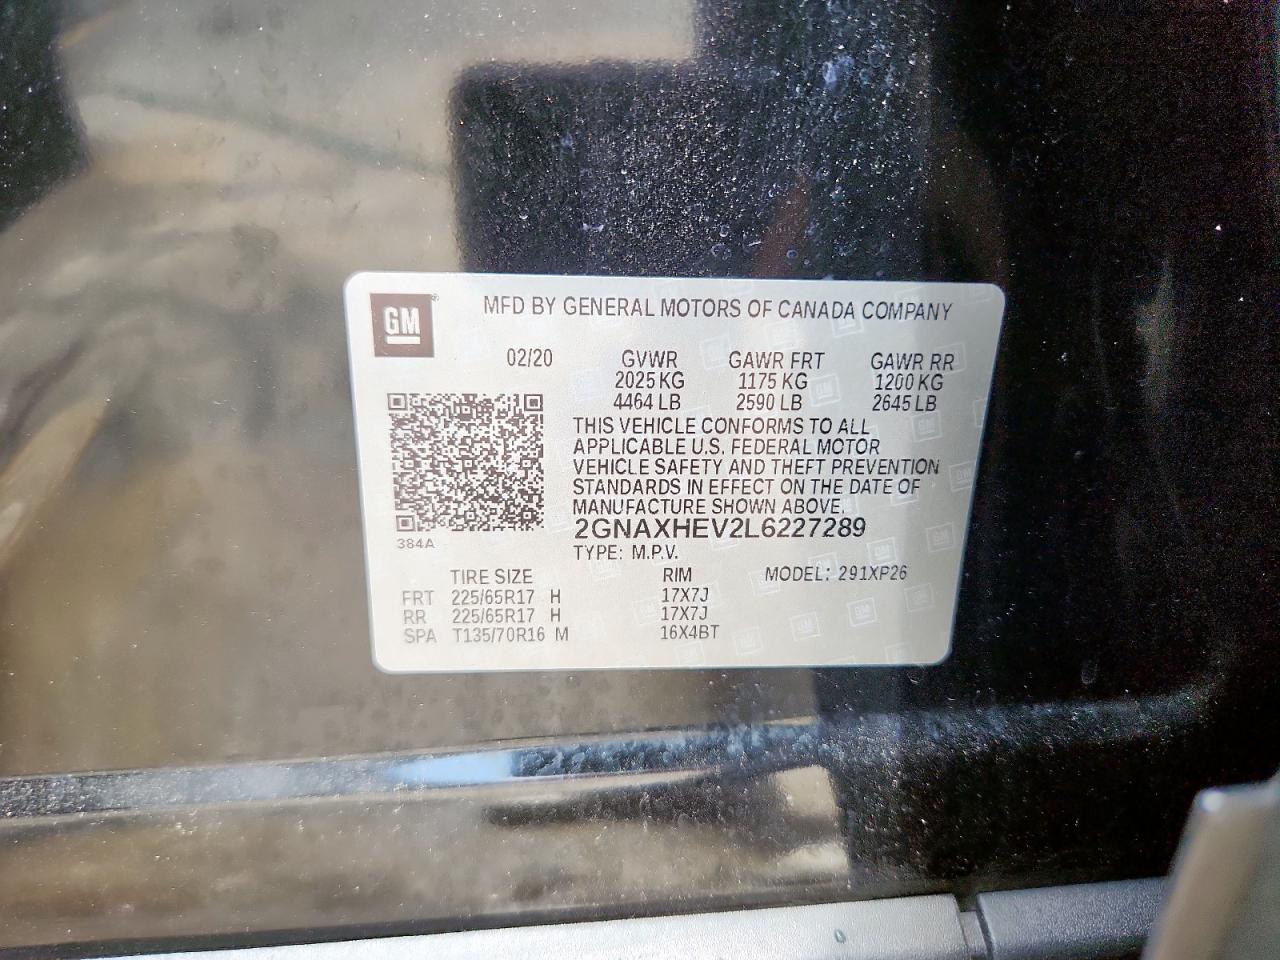 GM
MFD BY GENERAL MOTORS OF CANADA COMPANY
02/20 GVWR GAWR FRT GAWR RR
2025 KG 1175 KG 1200 KG
4464 LB 2590 LB 2645 LB
THIS VEHICLE CONFORMS TO ALL
APPLICABLE U.S. FEDERAL MOTOR
VEHICLE SAFETY AND THEFT PREVENTION
STANDARDS IN EFFECT ON THE DATE OF
MANUFACTURE SHOWN ABOVE.
2GNAXHEV2L6227289
384A
TYPE: M.P.V.
TIRE SIZE RIM MODEL: 291XP26
FRT 225/65R17 H 17X7J
RR 225/65R17 H 17X7J
SPA T135/70R16 M 16X4BT